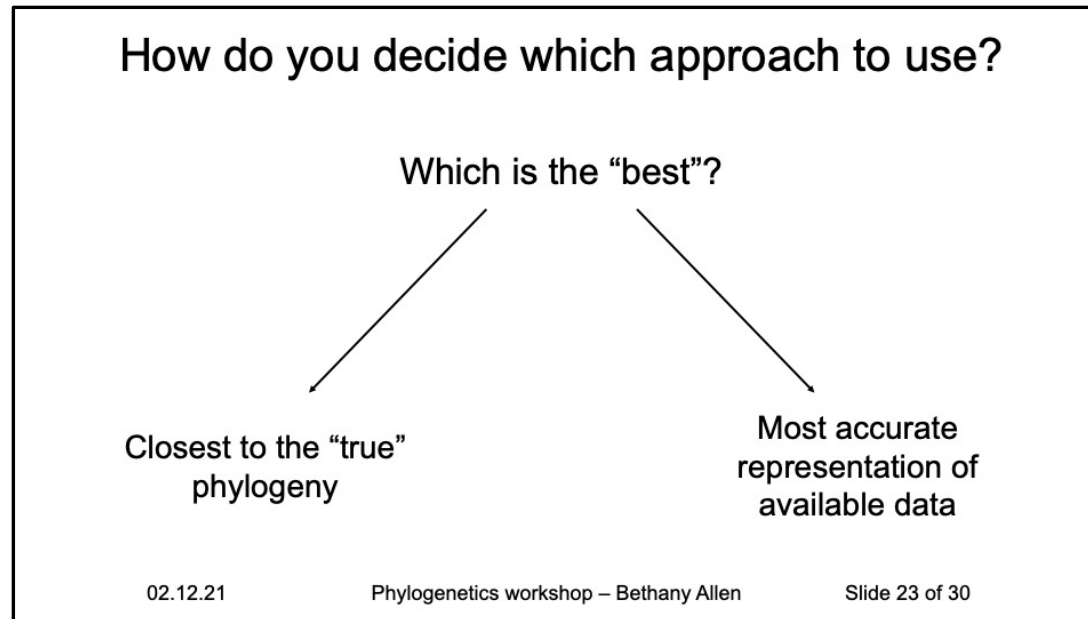 How do you decide which approach to use?
Which is the “best”?
Closest to the “true”
phylogeny
Most accurate
representation of
available data
02.12.21
Phylogenetics workshop – Bethany Allen
Slide 23 of 30